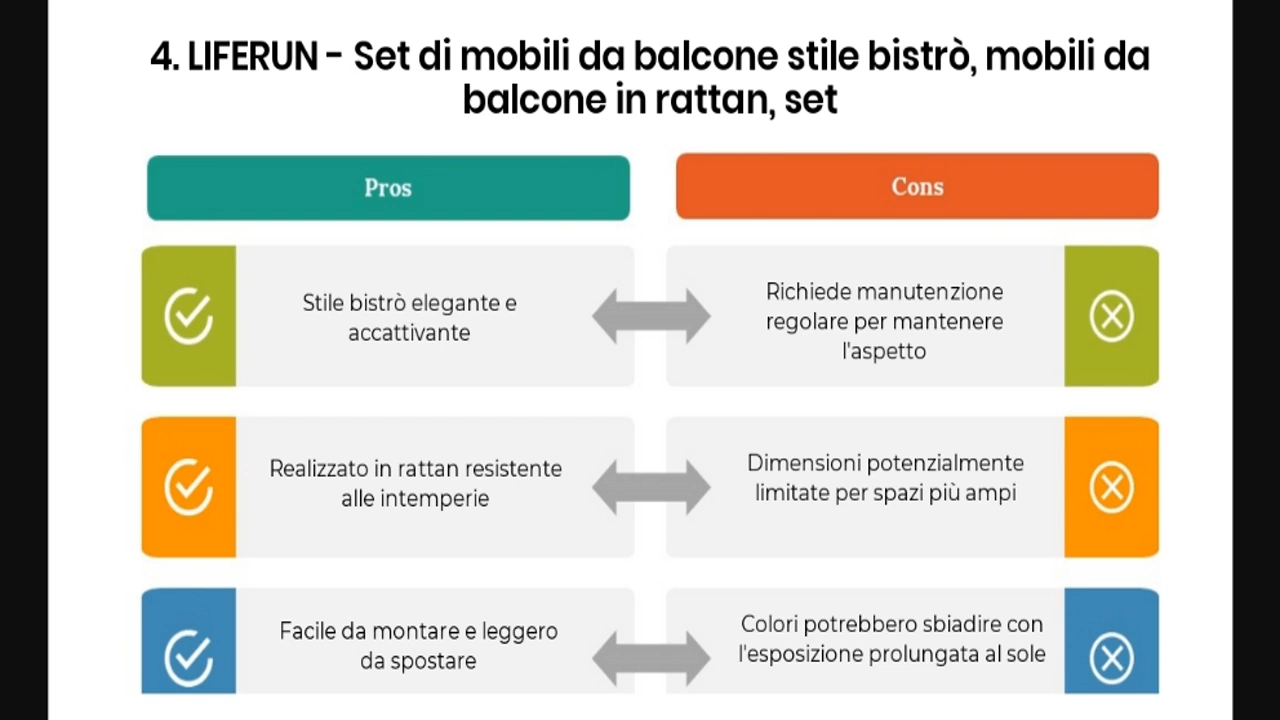 4. LIFERUN - Set di mobili da balcone stile bistrò, mobili da
balcone in rattan, set
Pros
Cons
Stile bistrò elegante e
accattivante
Richiede manutenzione
regolare per mantenere
l'aspetto
Realizzato in rattan resistente
alle intemperie
Dimensioni potenzialmente
limitate per spazi più ampi
Facile da montare e leggero
da spostare
Colori potrebbero sbiadire con
l'esposizione prolungata al sole